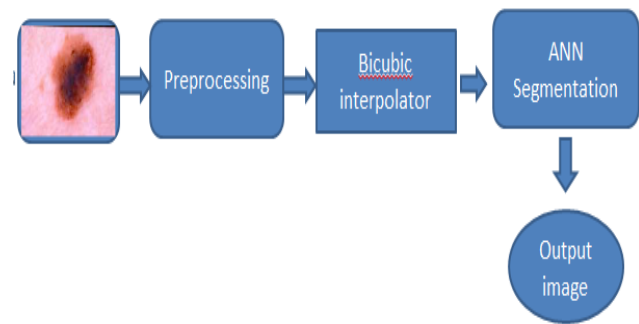 Preprocessing
Bicubic
interpolator
ANN
Segmentation
Output
image